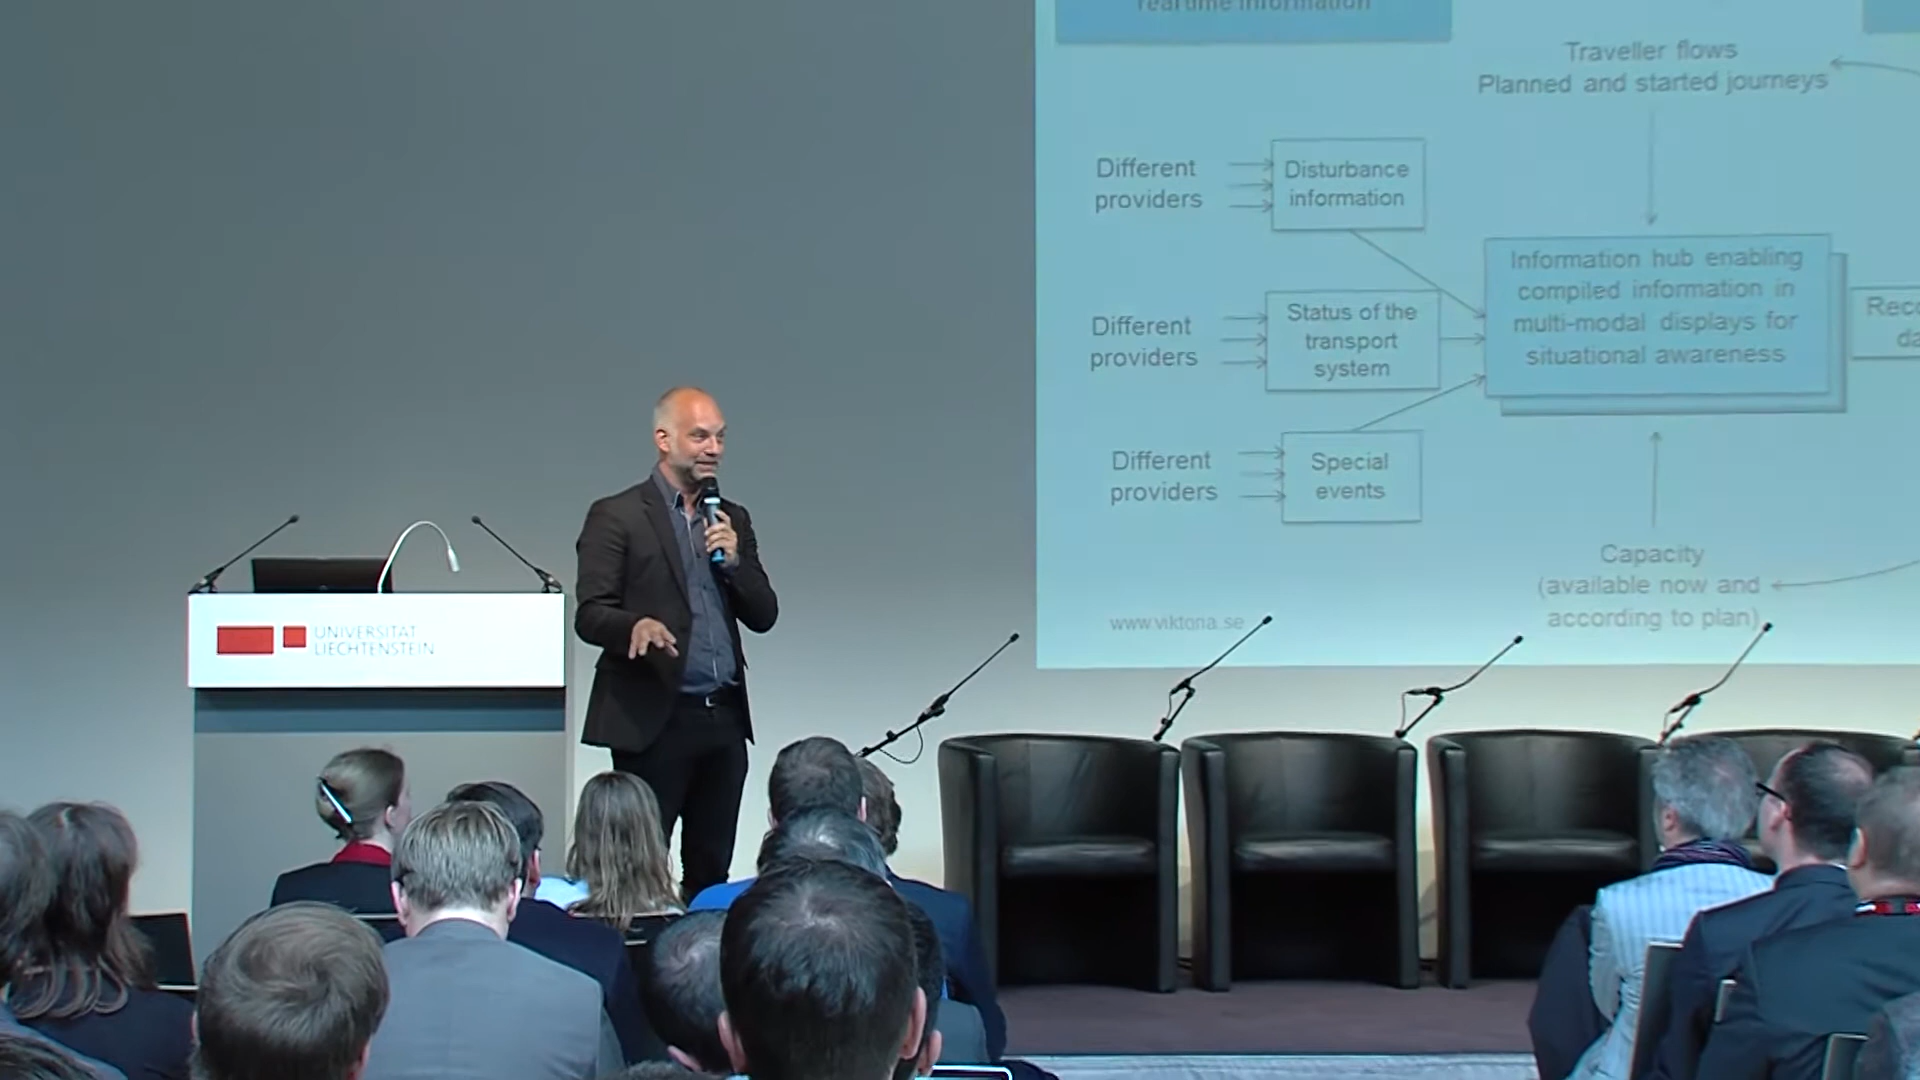 realtime information
Traveller flows
Planned and started journeys
Different
providers
Disturbance
information
Different
providers
Status of the
transport
system
Information hub enabling
compiled information in
multi-modal displays for
situational awareness
Different
providers
Special
events
Capacity
(available now and
according to plan)
www.viktoria.se
UNIVERSITÄT
LIECHTENSTEIN